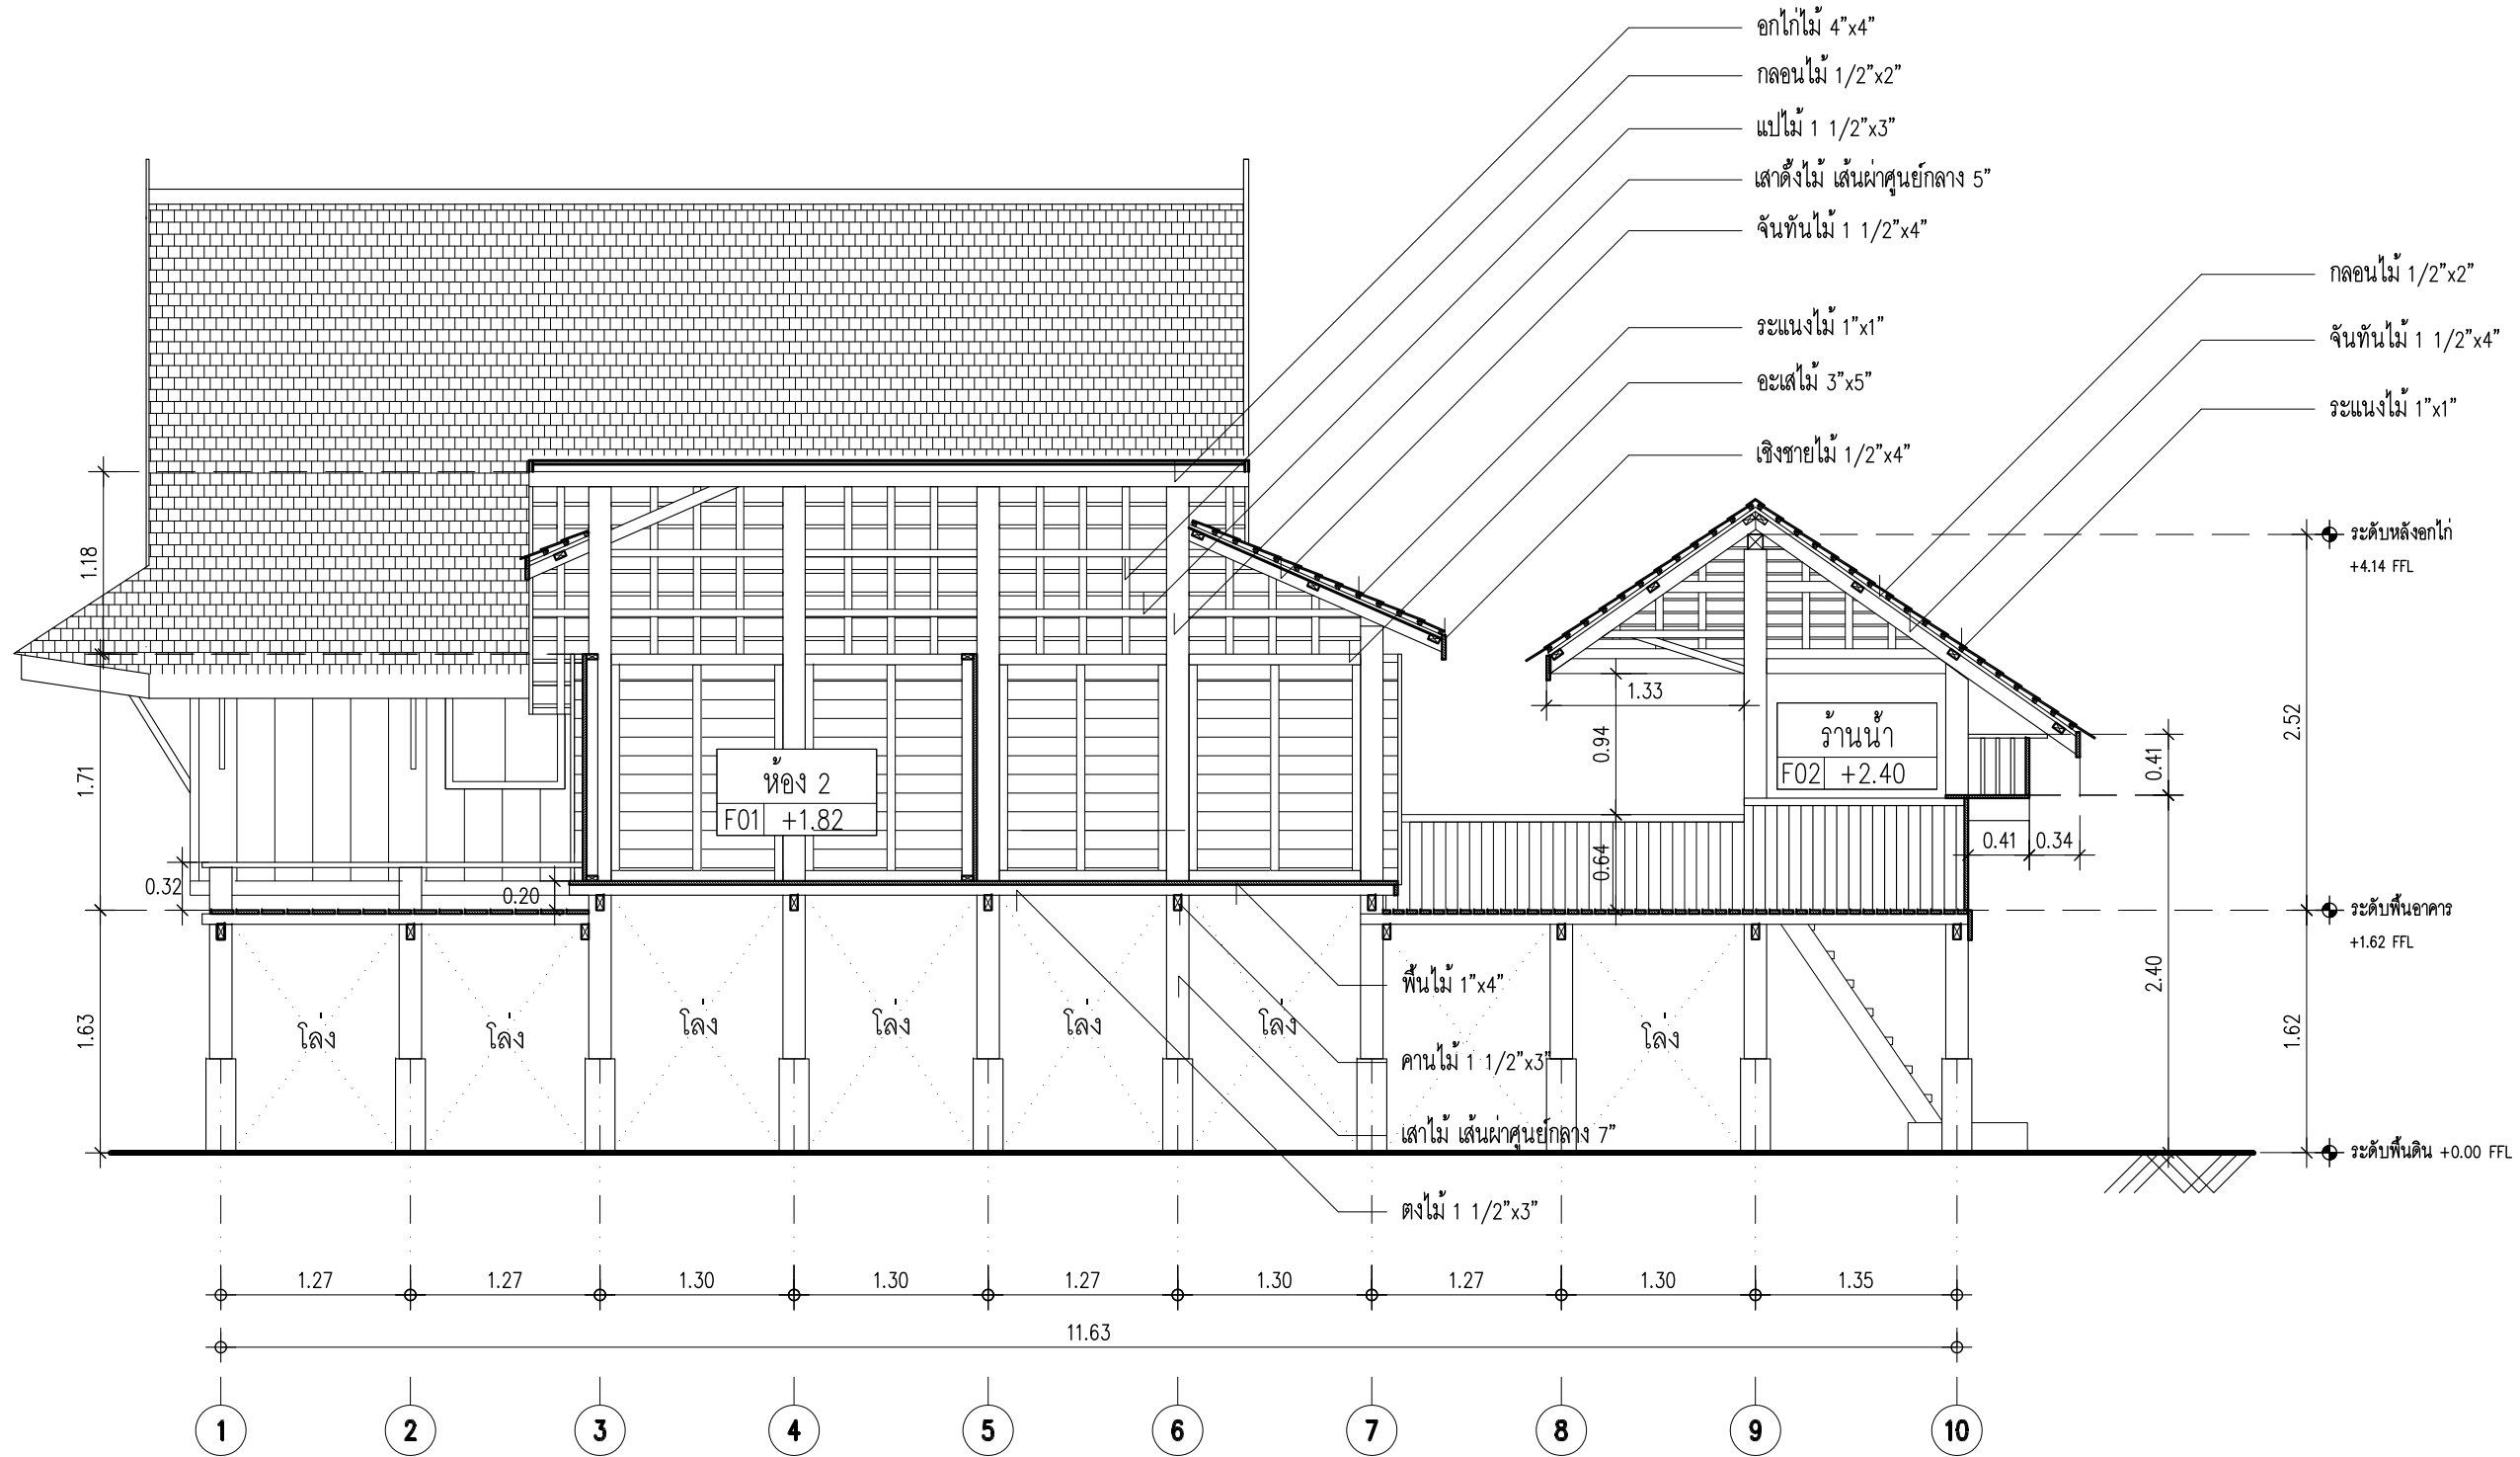 อกไก่ไม้ 4"x4"
กลอนไม้ 1/2"x2"
แปไม้ 1 1/2"x3"
เสาดั้งไม้ เส้นผ่าศูนย์กลาง 5"
จันทันไม้ 1 1/2"x4"
ระแนงไม้ 1"x1"
อะเสไม้ 3"x5"
เชิงชายไม้ 1/2"x4"
กลอนไม้ 1/2"x2"
จันทันไม้ 1 1/2"x4"
ระแนงไม้ 1"x1"
ระดับหลังอกไก่
+4.14 FFL
1.18
1.71
1.63
0.32
0.20
ห้อง 2
F01 +1.82
1.33
0.94
0.64
ร้านน้ำ
F02 +2.40
0.41
0.41 0.34
2.52
2.40
1.62
ระดับพื้นอาคาร
+1.62 FFL
พื้นไม้ 1"x4"
โล่ง โล่ง โล่ง โล่ง โล่ง โล่ง โล่ง
คานไม้ 1 1/2"x3"
เสาไม้ เส้นผ่าศูนย์กลาง 7"
ระดับพื้นดิน +0.00 FFL
ตงไม้ 1 1/2"x3"
1.27 1.27 1.30 1.30 1.27 1.30 1.27 1.30 1.35
11.63
1 2 3 4 5 6 7 8 9 10